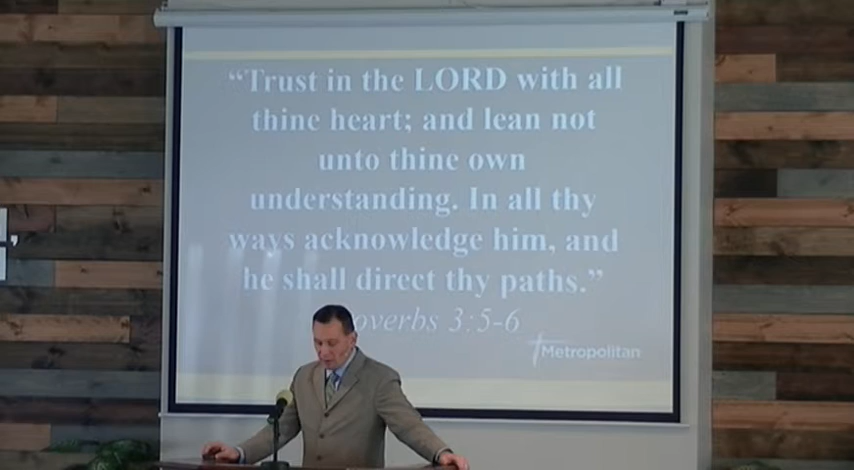 “Trust in the LORD with all
thine heart; and lean not
unto thine own
understanding. In all thy
ways acknowledge him, and
he shall direct thy paths.”
overbs 3:5-6
Metropolitan